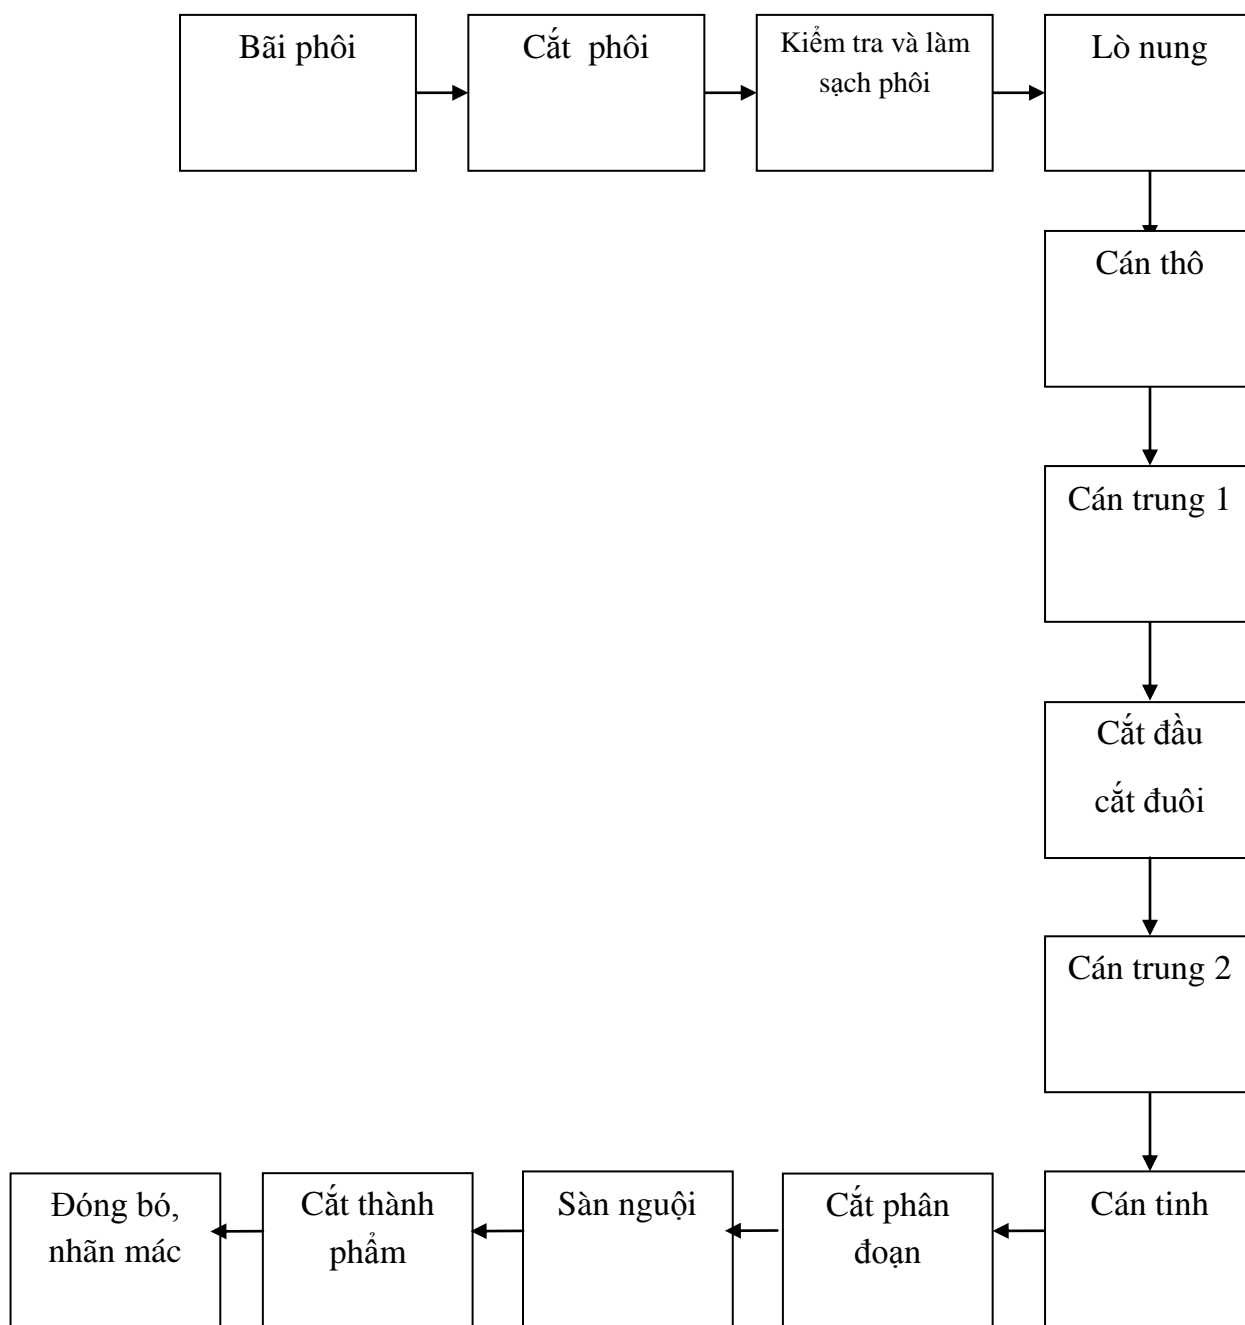 Bãi phôi
Cắt phôi
Kiểm tra và làm
sạch phôi
Lò nung
Cán thô
Cán trung 1
Cắt đầu
cắt đuôi
Cán trung 2
Cán tinh
Cắt phân
đoạn
Sàn nguội
Cắt thành
phẩm
Đóng bó,
nhãn mác